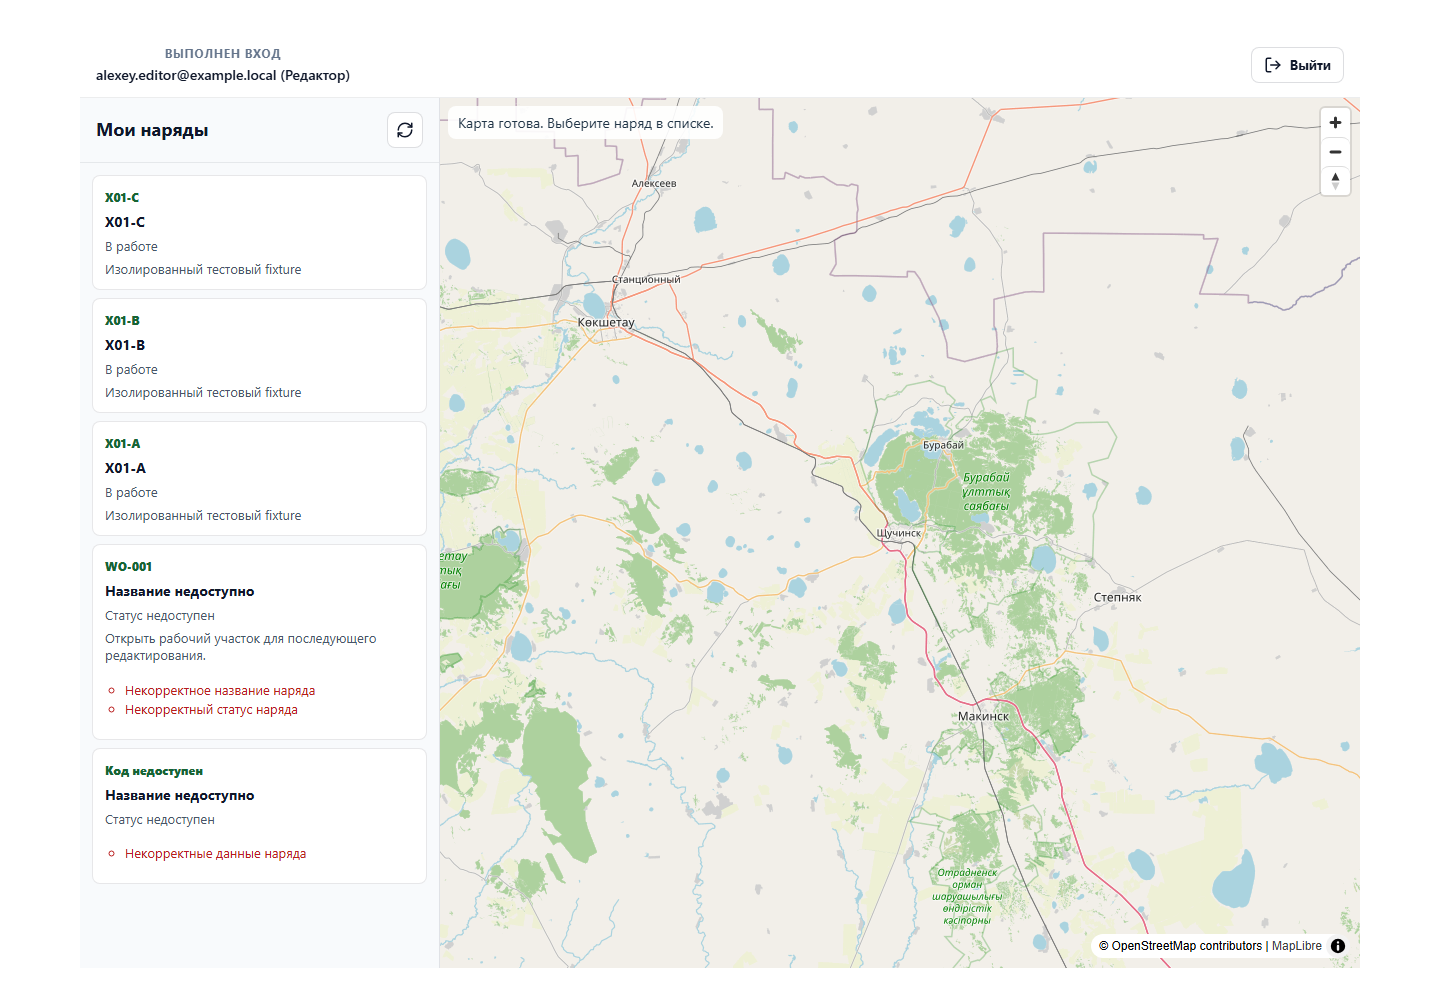 ВЫПОЛНЕН ВХОД
alexey.editor@example.local (Редактор)
Выйти
Мои наряды
X01-C
X01-C
В работе
Изолированный тестовый fixture
X01-B
X01-B
В работе
Изолированный тестовый fixture
X01-A
X01-A
В работе
Изолированный тестовый fixture
WO-001
Название недоступно
Статус недоступен
Открыть рабочий участок для последующего
редактирования.
Некорректное название наряда
Некорректный статус наряда
Код недоступен
Название недоступно
Статус недоступен
Некорректные данные наряда
Карта готова. Выберите наряд в списке.
Алексеев
Станционный
Көкшетау
Бурабай
Бурабай
ұлттық
саябағы
Щучинск
етау
тық
ағы
Степняк
Макинск
Отрадненск
орман
шаруашылығы
өндірістік
кәсіпорны
© OpenStreetMap contributors | MapLibre